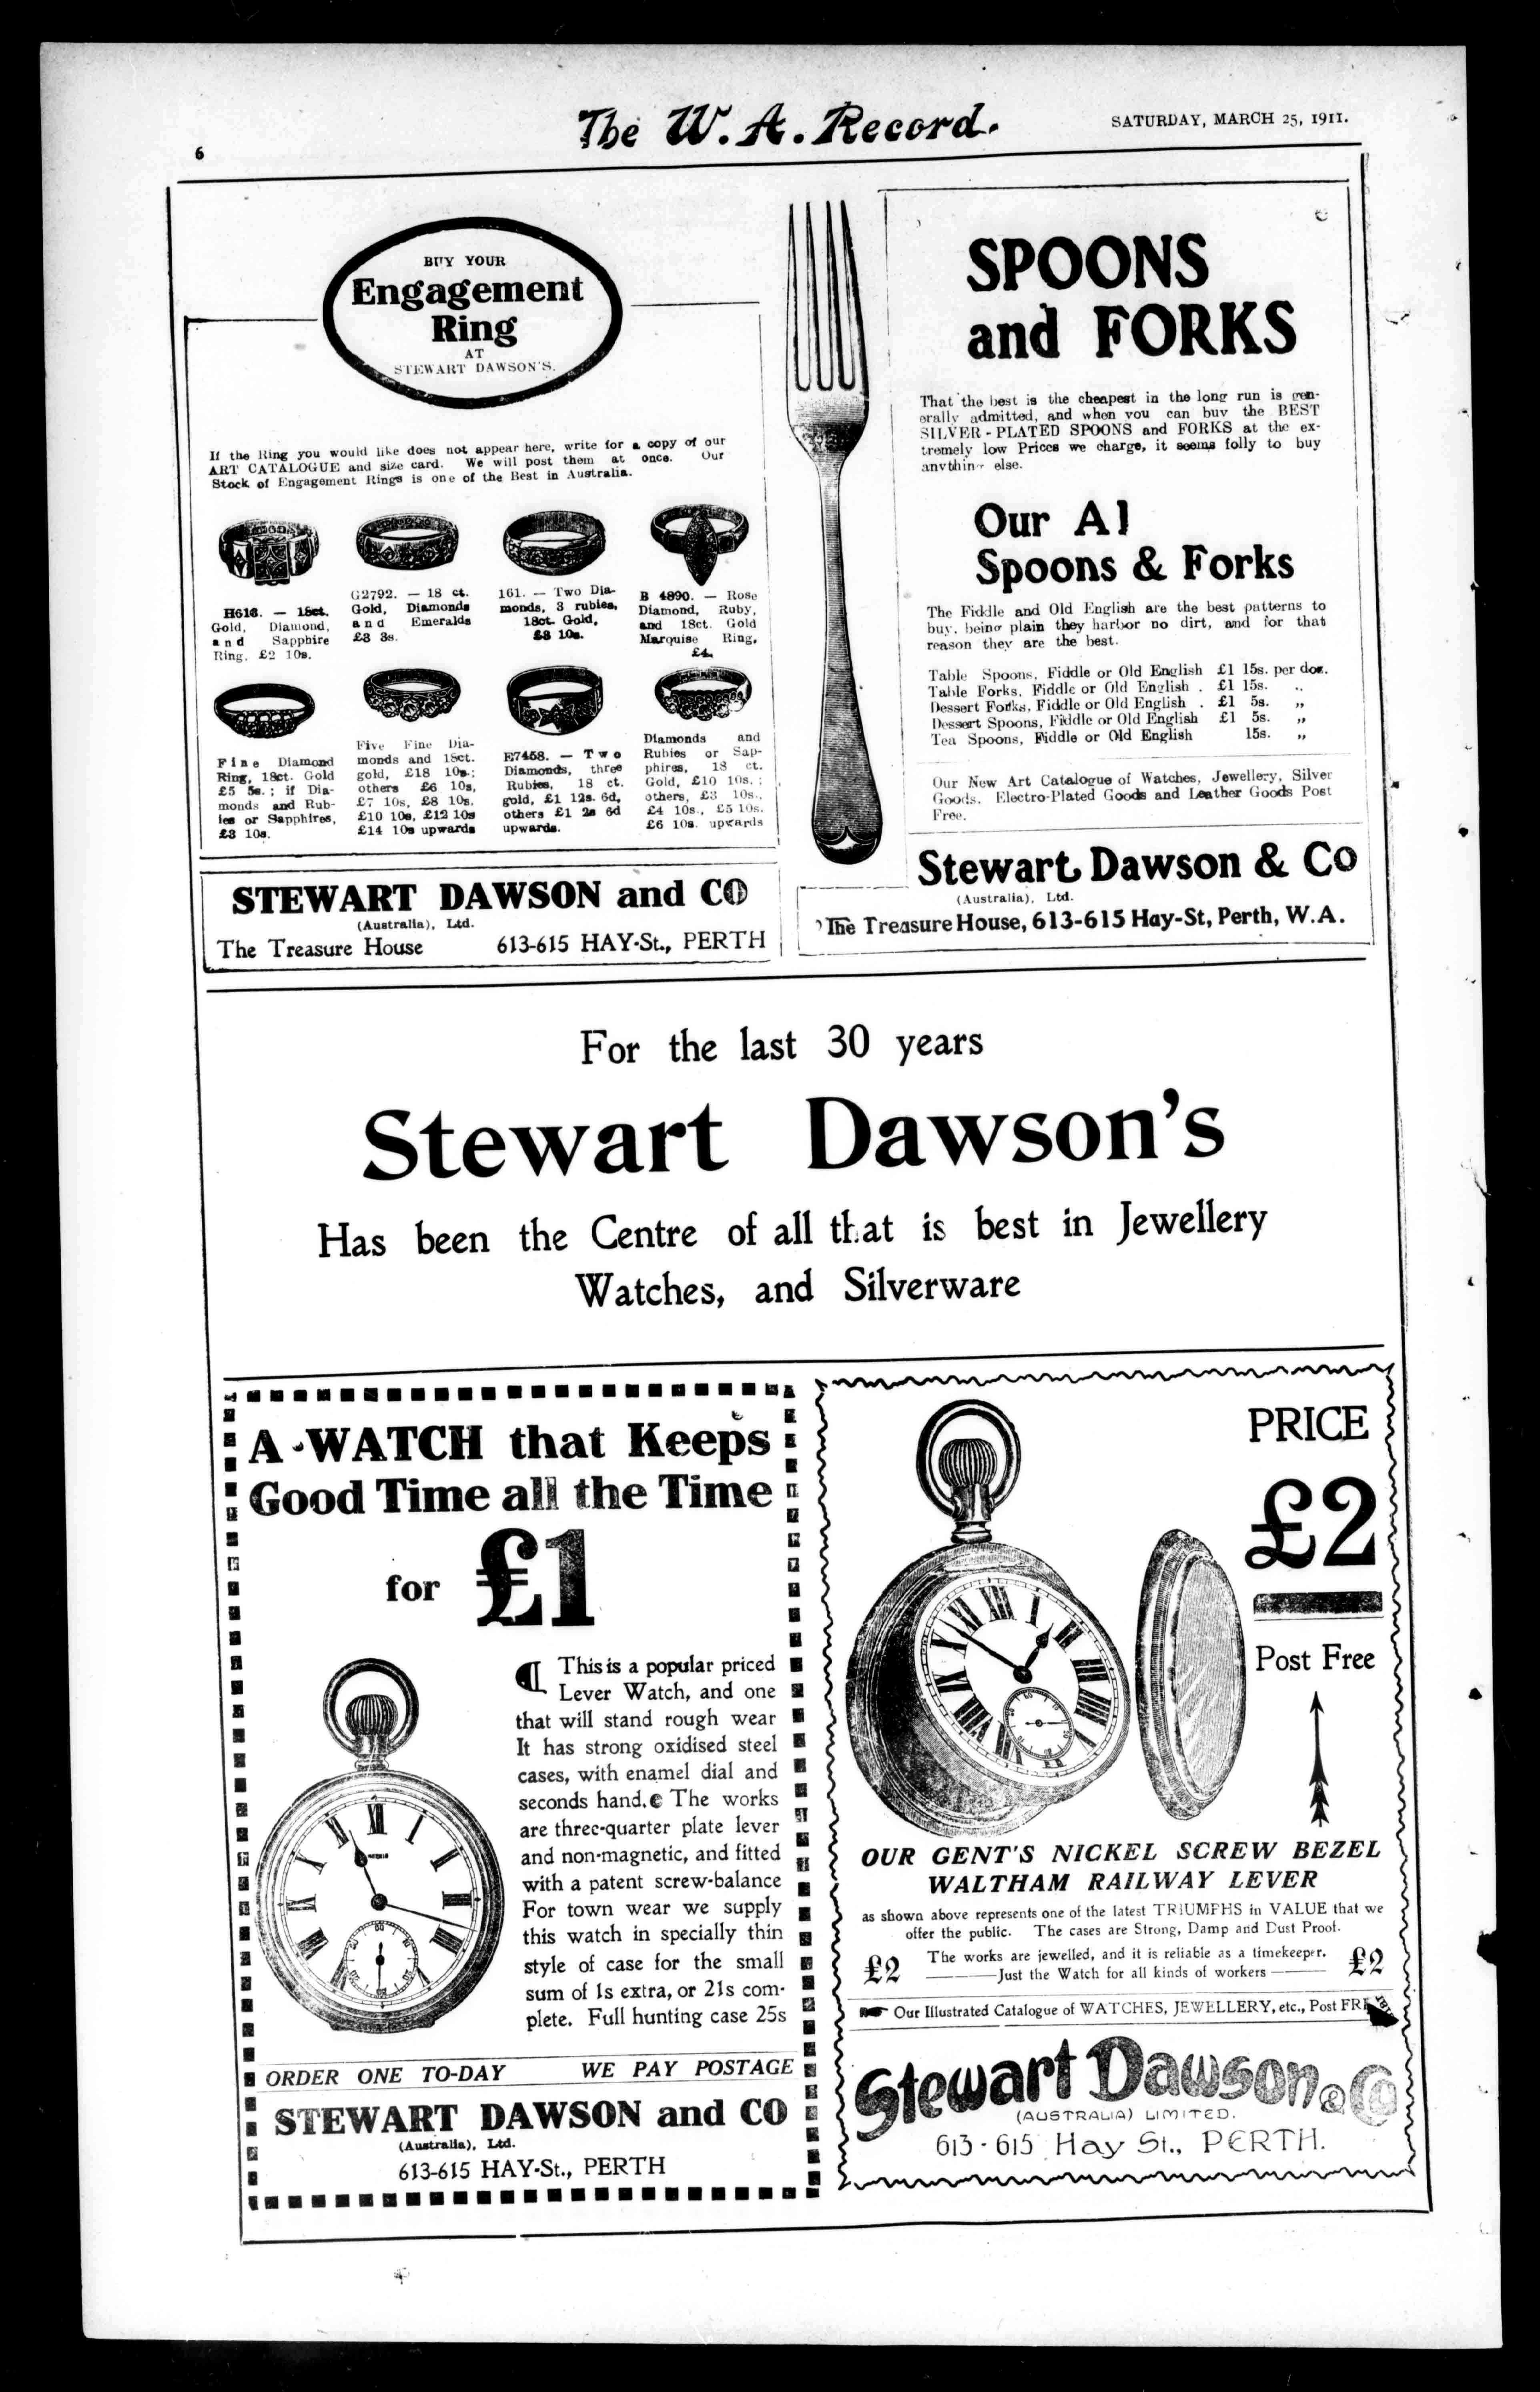 6
The W. A. Record.
SATURDAY, MARCH 25, 1911.
BUY YOUR
Engagement
Ring
AT
STEWART DAWSON'S.
If the Ring you would like does not appear here, write for a copy of our
ART CATALOGUE and size card. We will post them at once. Our
Stock of Engagement Rings is one of the Best in Australia.
H618. — 18ct.
Gold, Diamond,
and Sapphire
Ring, £2 10s.
G2792. — 18 ct.
Gold, Diamonds
and Emeralds
£3 3s.
161. — Two Dia-
monds, 3 rubies,
18ct. Gold,
£3 10s.
B 4890. — Rose
Diamond, Ruby,
and 18ct. Gold
Marquise Ring,
£4.
Fine Diamond
Ring, 18ct. Gold
£5 5s.; if Dia-
monds and Rub-
ies or Sapphires,
£3 10s.
Five Fine Dia-
monds and 18ct.
gold, £18 10s.;
others £6 10s,
£7 10s, £8 10s,
£10 10s, £12 10s
£14 10s upwards
E7468. — Two
Diamonds, three
Rubies, 18 ct.
gold, £1 12s. 6d,
others £1 2s 6d
upwards.
Diamonds and
Rubies or Sap-
phires, 18 ct.
Gold, £10 10s.;
others, £3 10s.,
£4 10s., £5 10s.
£6 10s. upwards
STEWART DAWSON and CO
(Australia), Ltd.
The Treasure House 613-615 HAY-St., PERTH
SPOONS
and FORKS
That the best is the cheapest in the long run is gen-
erally admitted, and when you can buy the BEST
SILVER-PLATED SPOONS and FORKS at the ex-
tremely low Prices we charge, it seems folly to buy
anything else.
Our A1
Spoons & Forks
The Fiddle and Old English are the best patterns to
buy, being plain they harbor no dirt, and for that
reason they are the best.
Table Spoons, Fiddle or Old English £1 15s. per doz.
Table Forks, Fiddle or Old English . £1 15s. ,,
Dessert Forks, Fiddle or Old English . £1 5s. ,,
Dessert Spoons, Fiddle or Old English £1 5s. ,,
Tea Spoons, Fiddle or Old English 15s. ,,
Our New Art Catalogue of Watches, Jewellery, Silver
Goods, Electro-Plated Goods and Leather Goods Post
Free.
Stewart Dawson & Co
(Australia), Ltd.
The Treasure House, 613-615 Hay-St, Perth, W.A.
For the last 30 years
Stewart Dawson's
Has been the Centre of all that is best in Jewellery
Watches, and Silverware
A WATCH that Keeps
Good Time all the Time
for £1
¶ This is a popular priced
Lever Watch, and one
that will stand rough wear
It has strong oxidised steel
cases, with enamel dial and
seconds hand. The works
are three-quarter plate lever
and non-magnetic, and fitted
with a patent screw-balance
For town wear we supply
this watch in specially thin
style of case for the small
sum of 1s extra, or 21s com-
plete. Full hunting case 25s
ORDER ONE TO-DAY WE PAY POSTAGE
STEWART DAWSON and CO
(Australia), Ltd.
613-615 HAY-St., PERTH
PRICE
£2
Post Free
OUR GENT'S NICKEL SCREW BEZEL
WALTHAM RAILWAY LEVER
as shown above represents one of the latest TRIUMPHS in VALUE that we
offer the public. The cases are Strong, Damp and Dust Proof.
£2 The works are jewelled, and it is reliable as a timekeeper. £2
Just the Watch for all kinds of workers
Our Illustrated Catalogue of WATCHES, JEWELLERY, etc., Post
Stewart Dawson & Co
(AUSTRALIA) LIMITED.
613-615 Hay St., PERTH.